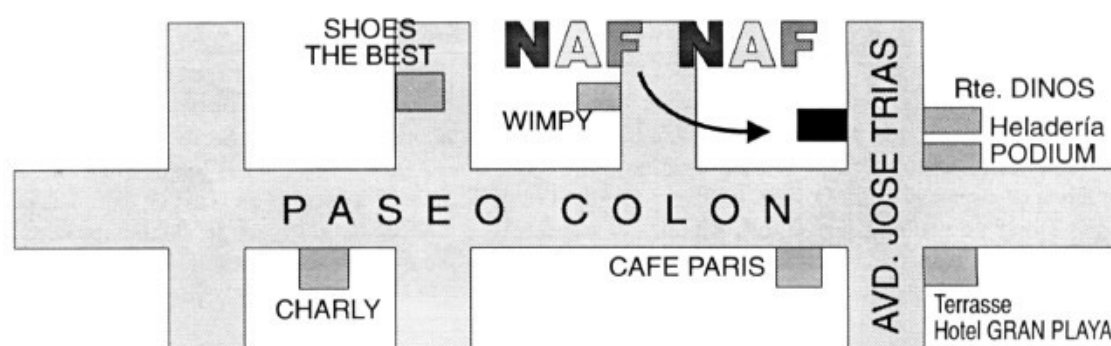 SHOES
THE BEST
NAF NAF
WIMPY
AVD. JOSE TRIAS
Rte. DINOS
Heladería
PODIUM
PASEO COLON
CHARLY
CAFE PARIS
Terrasse
Hotel GRAN PLAYA